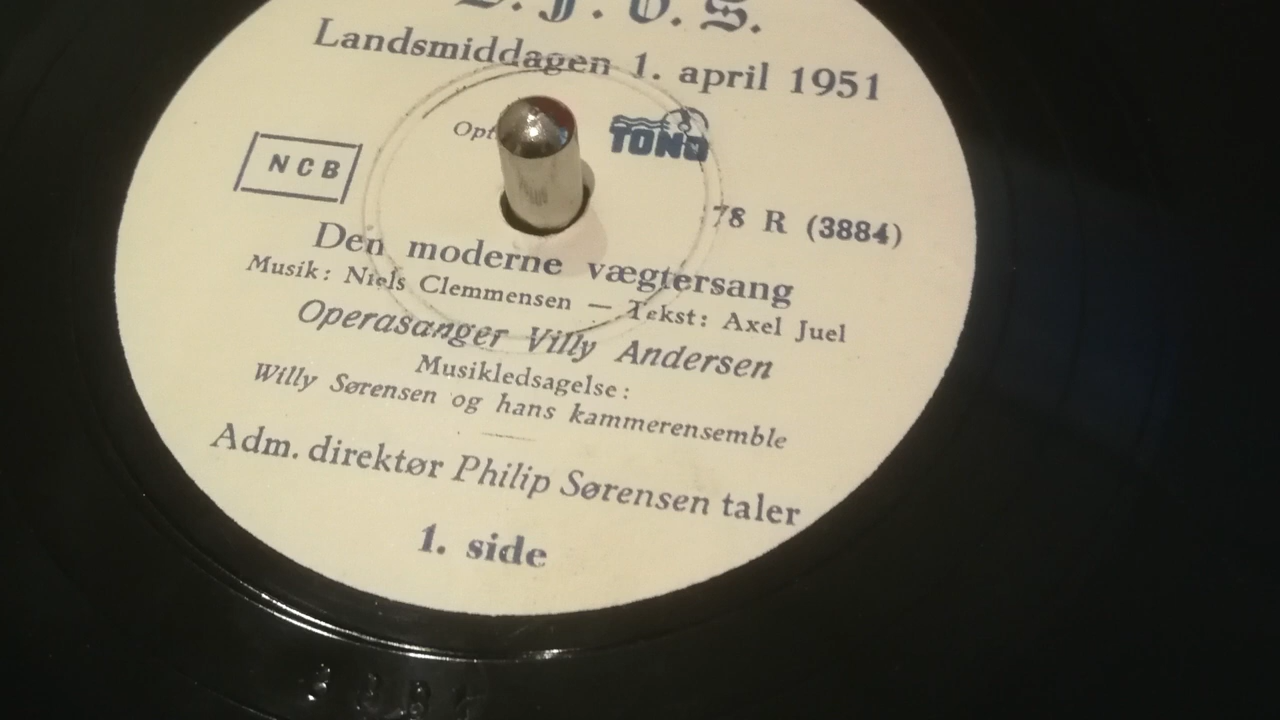 Landsmiddagen 1. april 1951
TONO
NCB
78 R (3884)
Den moderne vægtersang
Musik: Niels Clemmensen — Tekst: Axel Juel
Operasanger Villy Andersen
Musikledsagelse:
Willy Sørensen og hans kammerensemble
Adm. direktør Philip Sørensen taler
1. side